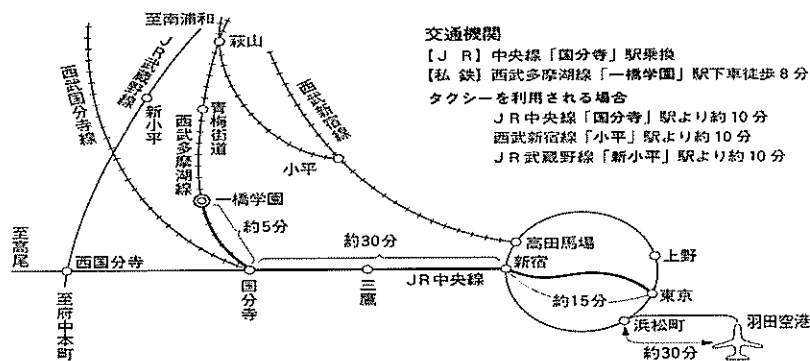 至南浦和
萩山
JR武蔵野線
西武国分寺線
新小平
青梅街道
西武多摩湖線
西武新宿線
小平
一橋学園
約5分
至高尾
西国分寺
至府中本町
国分寺
約30分
三鷹
JR中央線
高田馬場
新宿
上野
約15分
東京
浜松町
羽田空港
約30分
交通機関
【J R】中央線「国分寺」駅乗換
【私 鉄】西武多摩湖線「一橋学園」駅下車徒歩8分
タクシーを利用される場合
JR中央線「国分寺」駅より約10分
西武新宿線「小平」駅より約10分
JR武蔵野線「新小平」駅より約10分